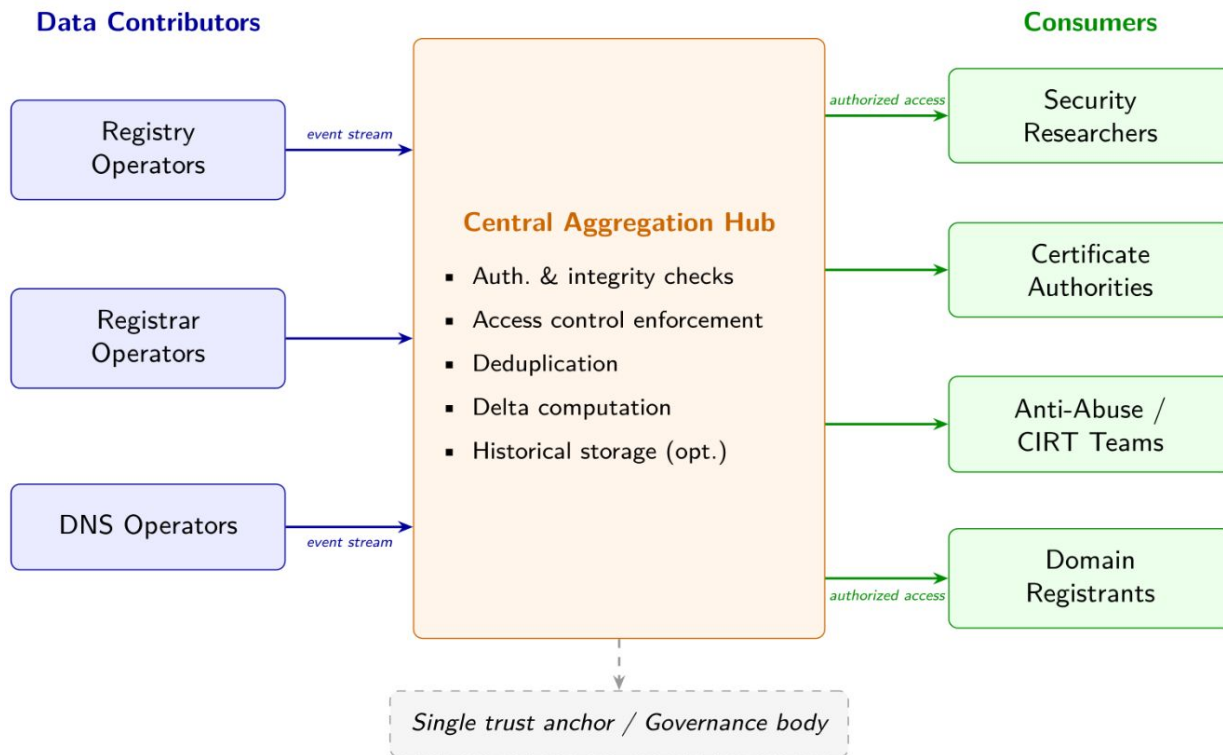 Data Contributors
Consumers
Registry
Operators
event stream
Registrar
Operators
DNS Operators
event stream
Central Aggregation Hub
▪ Auth. & integrity checks
▪ Access control enforcement
▪ Deduplication
▪ Delta computation
▪ Historical storage (opt.)
authorized access
Security
Researchers
Certificate
Authorities
Anti-Abuse /
CIRT Teams
authorized access
Domain
Registrants
Single trust anchor / Governance body